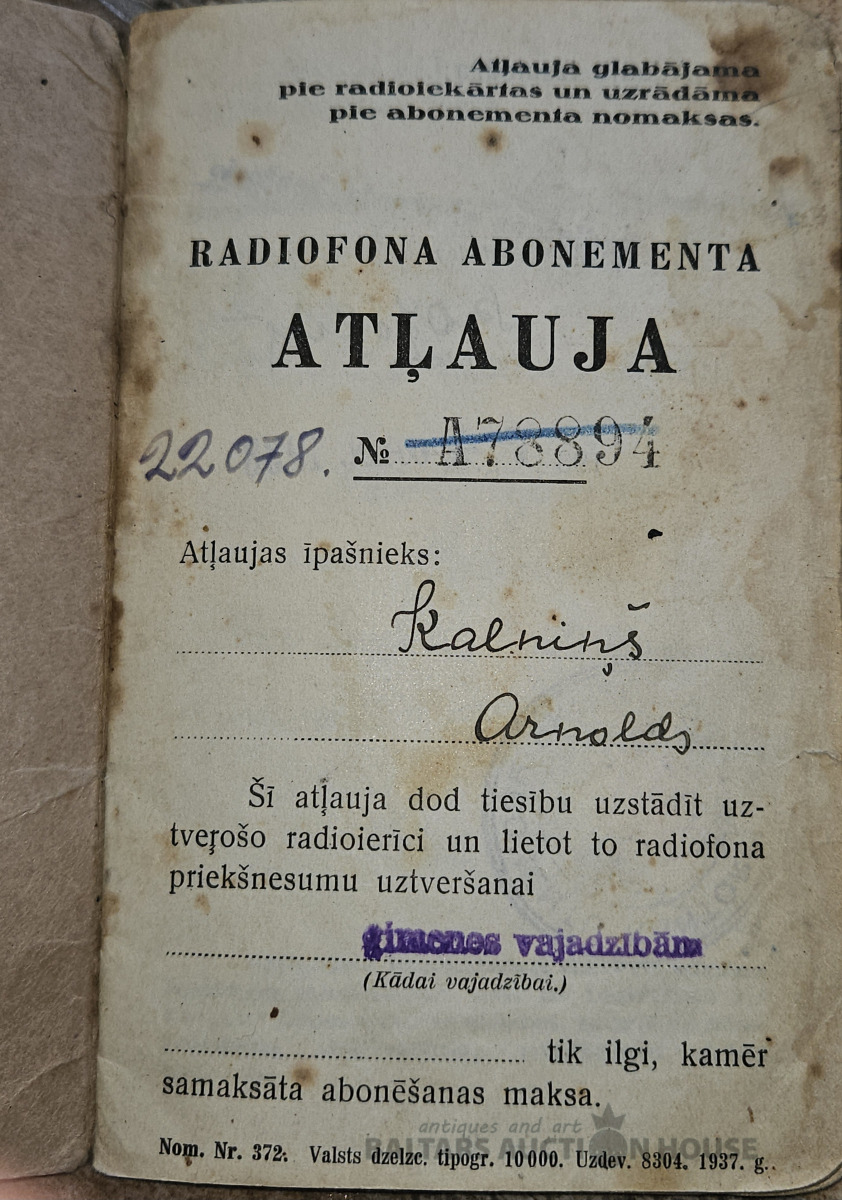 Atļauja glabājama
pie radioiekārtas un uzrādāma
pie abonementa nomaksas.
RADIOFONA ABONEMENTA
ATĻAUJA
22078. № A78894
Atļaujas īpašnieks:
Kalniņš
Arnolds
Šī atļauja dod tiesību uzstādīt uz-
tveŗošo radioierīci un lietot to radiofona
priekšnesumu uztveršanai
ģimenes vajadzībām
(Kādai vajadzībai.)
tik ilgi, kamēr
samaksāta abonēšanas maksa.
antiques and art
BALTARS AUCTION HOUSE
Nom. Nr. 372. Valsts dzelzc. tipogr. 10000. Uzdev. 8304. 1937. g.